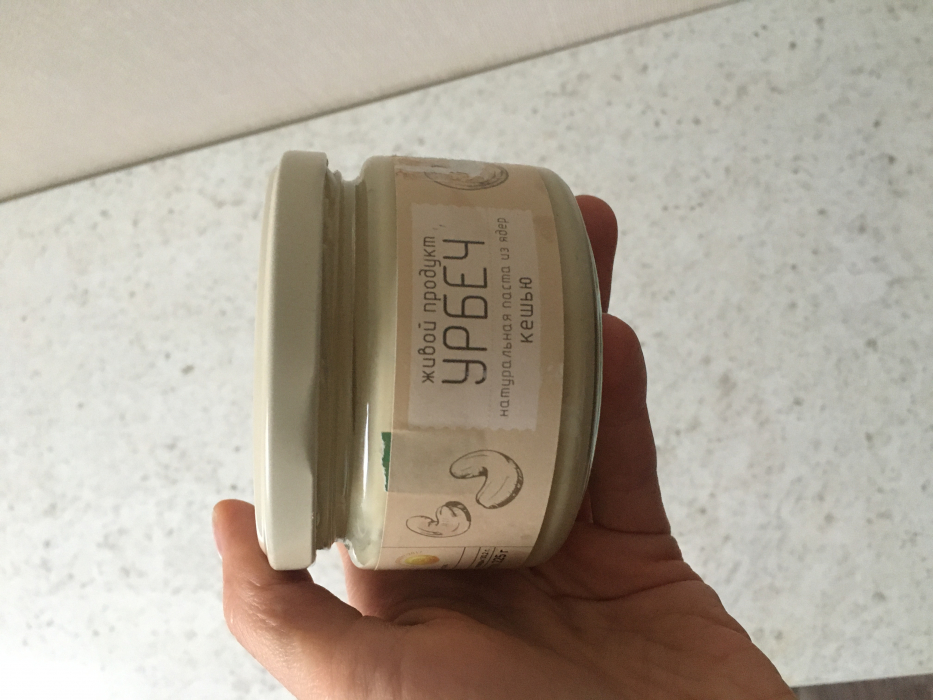 живой продукт
УРБЕЧ
натуральная паста из ядер
кешью